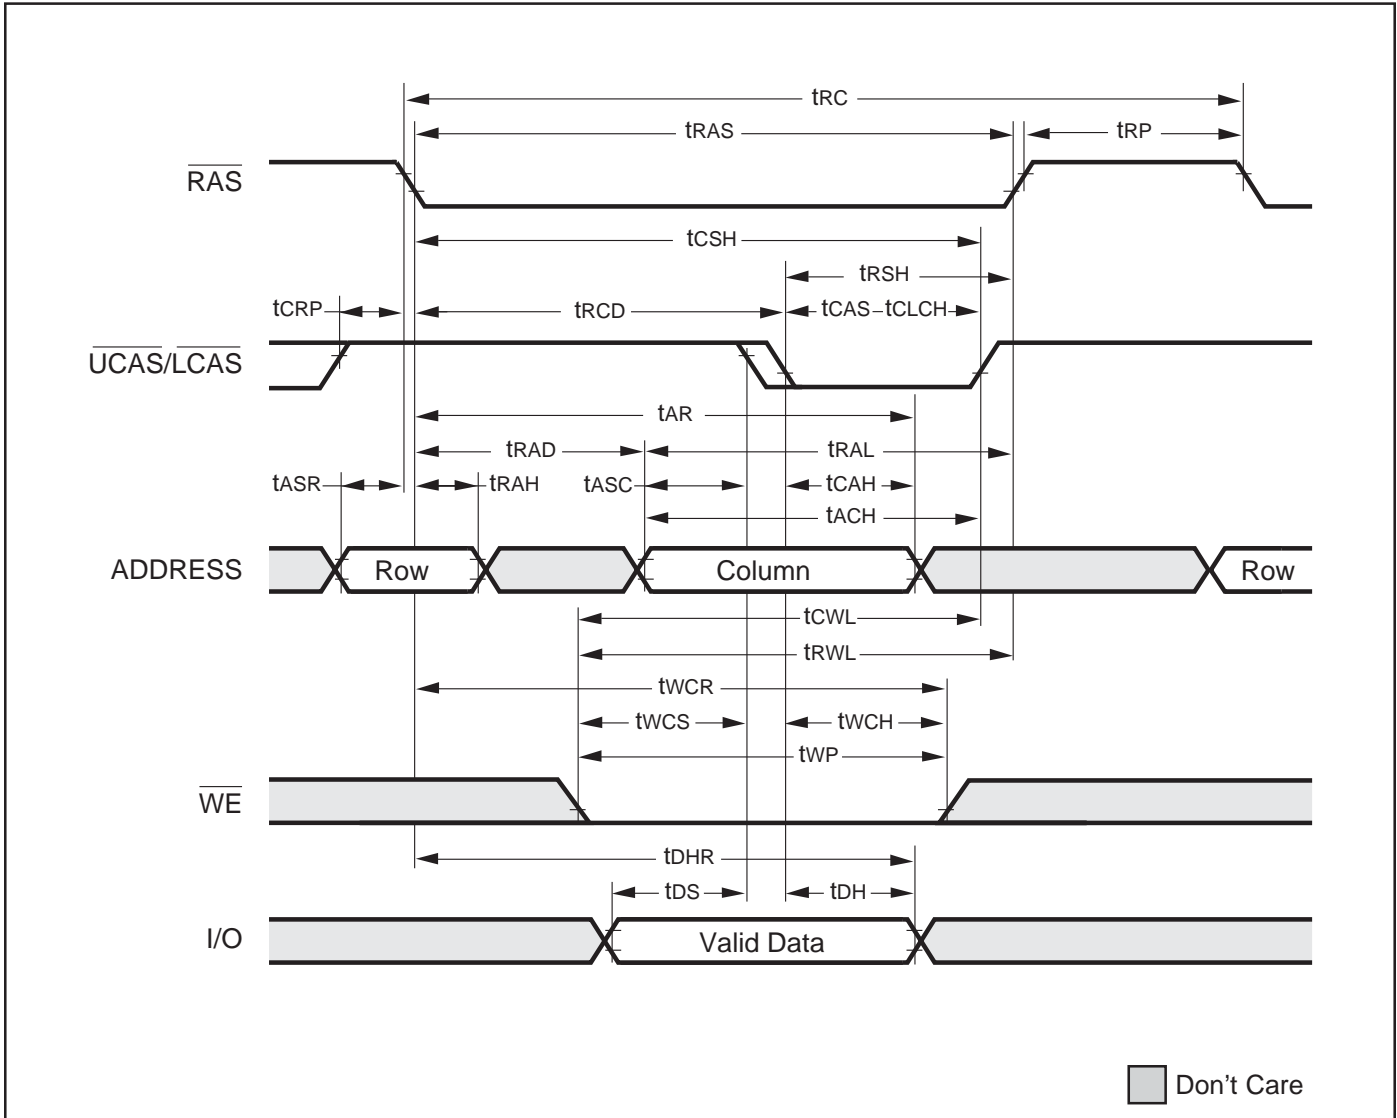 tRC
tRAS
tRP
RAS
tCSH
tRSH
tCRP
tRCD
tCAS
tCLCH
UCAS/LCAS
tAR
tRAD
tRAL
tASR
tRAH
tASC
tCAH
tACH
ADDRESS
Row
Column
Row
tCWL
tRWL
tWCR
tWCS
tWCH
tWP
WE
tDHR
tDS
tDH
I/O
Valid Data
Don't Care